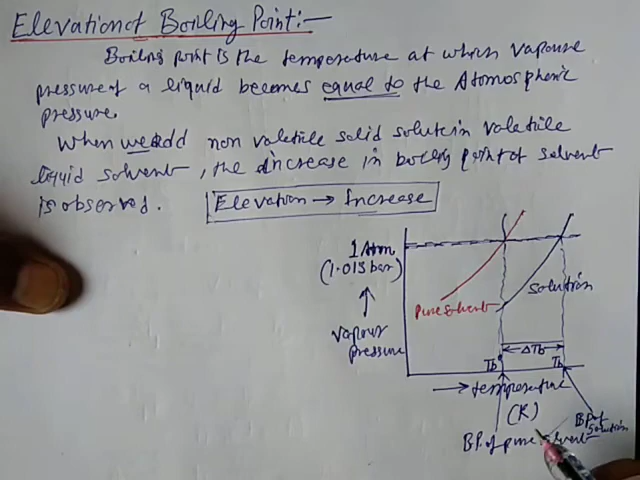 Elevation of Boiling Point:—
Boiling point is the temperature at which vapoure
pressure of a liquid becomes equal to the Atomospheric
pressure.
When we add non volatile solid solute in volatile
liquid solvent, the increase in boiling point of solvent
is observed. Elevation → Increase
1 Atom
(1.013 bar)
Pure solvent
Solution
vapour
pressure
ΔTb
Tb
Tb
temperature
(K)
B.P. of pure solvent
BP of
solution